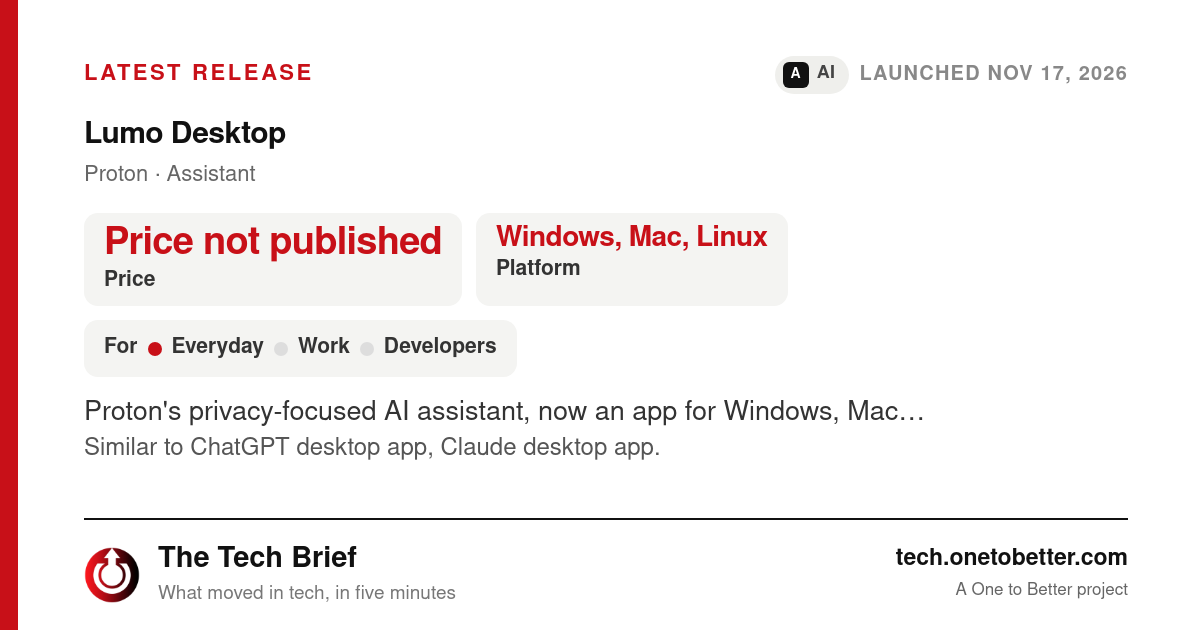 LATEST RELEASE
A AI LAUNCHED NOV 17, 2026
Lumo Desktop
Proton · Assistant
Price not published
Price
Windows, Mac, Linux
Platform
For Everyday Work Developers
Proton's privacy-focused AI assistant, now an app for Windows, Mac…
Similar to ChatGPT desktop app, Claude desktop app.
The Tech Brief
What moved in tech, in five minutes
tech.onetobetter.com
A One to Better project